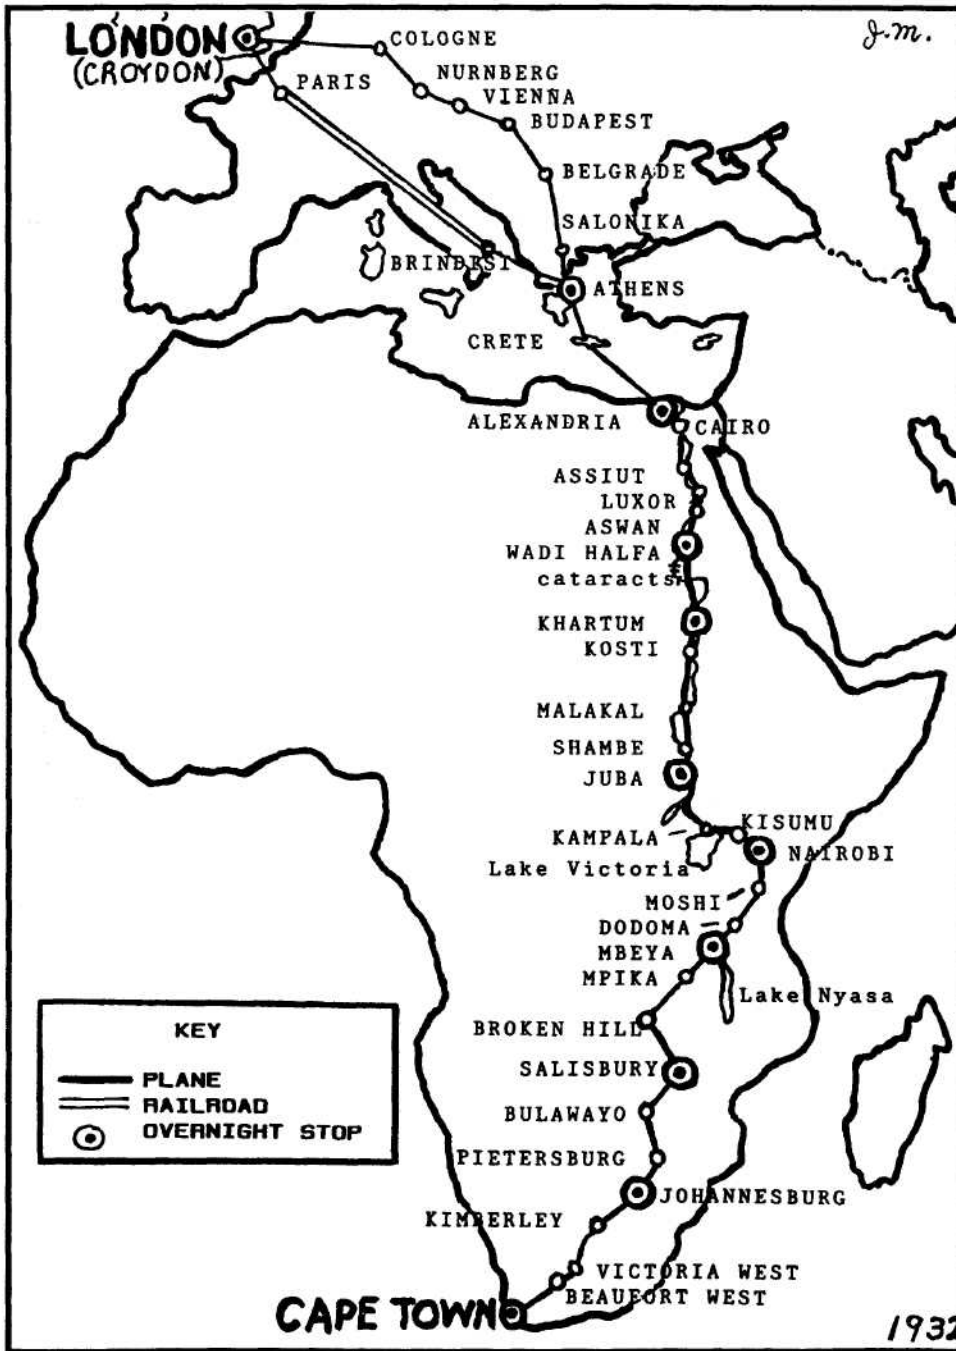 J.M.
LONDON
(CROYDON)
COLOGNE
NURNBERG
PARIS
VIENNA
BUDAPEST
BELGRADE
SALONIKA
BRINDESI
ATHENS
CRETE
ALEXANDRIA
CAIRO
ASSIUT
LUXOR
ASWAN
WADI HALFA
cataracts
KHARTUM
KOSTI
MALAKAL
SHAMBE
JUBA
KISUMU
KAMPALA
NAIROBI
Lake Victoria
MOSHI
DODOMA
MBEYA
MPIKA
Lake Nyasa
BROKEN HILL
KEY
PLANE
RAILROAD
OVERNIGHT STOP
SALISBURY
BULAWAYO
PIETERSBURG
JOHANNESBURG
KIMBERLEY
VICTORIA WEST
BEAUFORT WEST
CAPE TOWN
1932